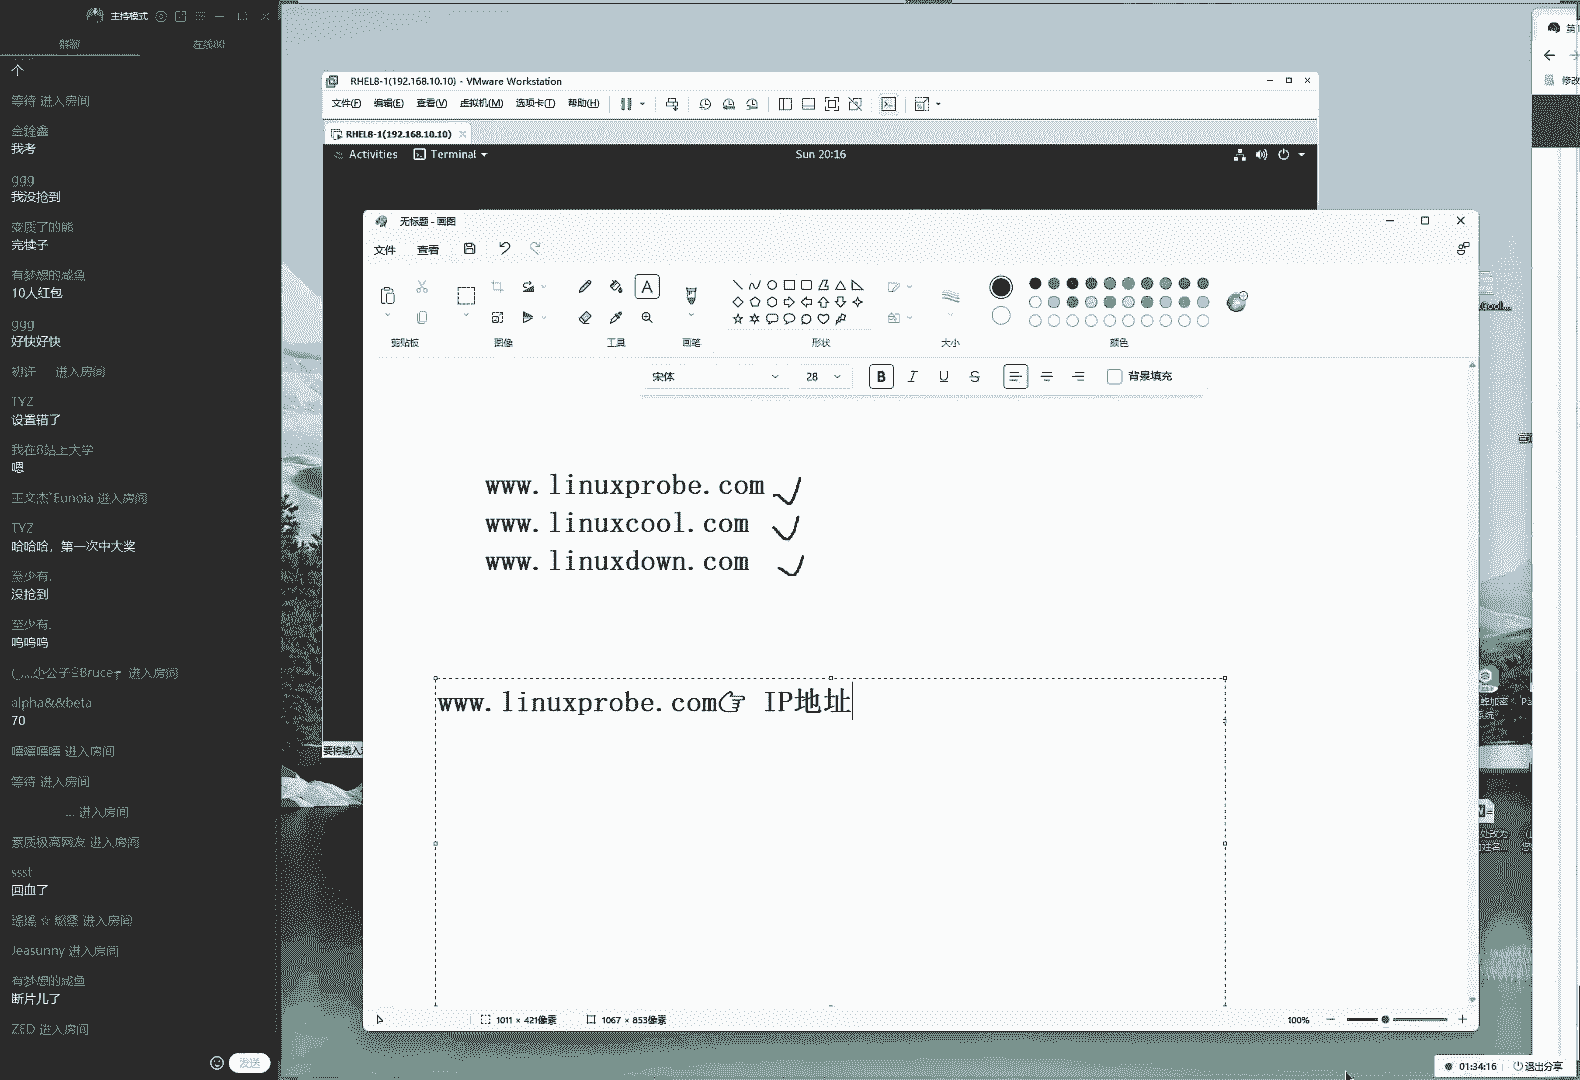 主持模式
群聊
在线80
个
等待 进入房间
金铨鑫
我考
ggg
我没抢到
变质了的熊
完犊子
有梦想的咸鱼
10人红包
ggg
好快好快
初许 进入房间
TYZ
设置错了
我在B站上大学
嗯
王文杰`Eunoia 进入房间
TYZ
哈哈哈，第一次中大奖
至少有.
没抢到
至少有.
呜呜呜
小公子 Bruce 进入房间
alpha&&beta
70
嘻嘻嘻嘻 进入房间
等待 进入房间
... 进入房间
素质极高网友 进入房间
ssst
回血了
进入房间
Jeasunny 进入房间
有梦想的咸鱼
断片儿了
ZED 进入房间
发送
RHEL8-1(192.168.10.10) - VMware Workstation
文件(F) 编辑(E) 查看(V) 虚拟机(M) 选项卡(T) 帮助(H)
RHEL8-1(192.168.10.10)
Activities Terminal Sun 20:16
无标题 - 画图
文件 查看
剪贴板 图像 工具 画笔 形状 大小 颜色
宋体 28 B I U S 背景填充
www.linuxprobe.com
www.linuxcool.com
www.linuxdown.com
www.linuxprobe.com☞ IP地址
要将输入
1011 × 421像素 1067 × 853像素 100%
修改
01:34:16 退出分享